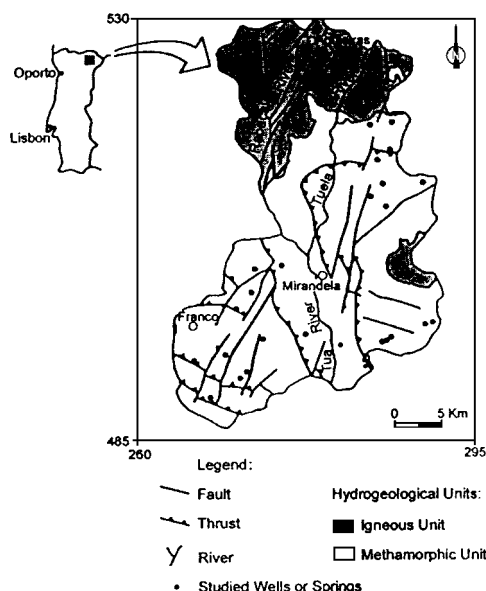 530
Oporto
Lisbon
Tuela
Mirandela
Franco
River
Tua
0 5 Km
485
260
295
Legend:
Fault
Hydrogeological Units:
Thrust
Igneous Unit
River
Methamorphic Unit
Studied Wells or Springs